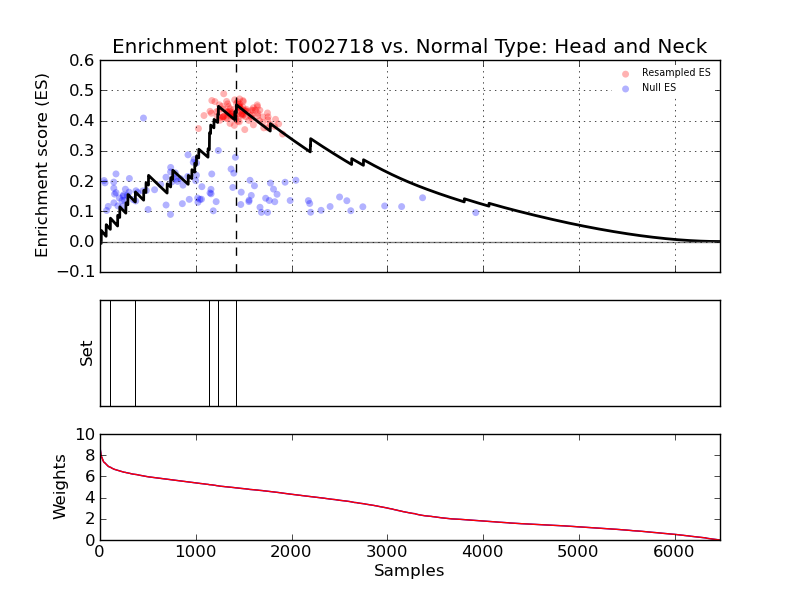 Enrichment plot: T002718 vs. Normal Type: Head and Neck
Enrichment score (ES)
0.6
0.5
0.4
0.3
0.2
0.1
0.0
−0.1
Resampled ES
Null ES
Set
Weights
10
8
6
4
2
0
0 1000 2000 3000 4000 5000 6000
Samples